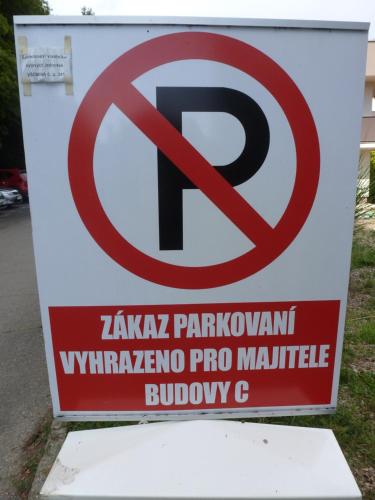 P
ZÁKAZ PARKOVANÍ
VYHRAZENO PRO MAJITELE
BUDOVY C